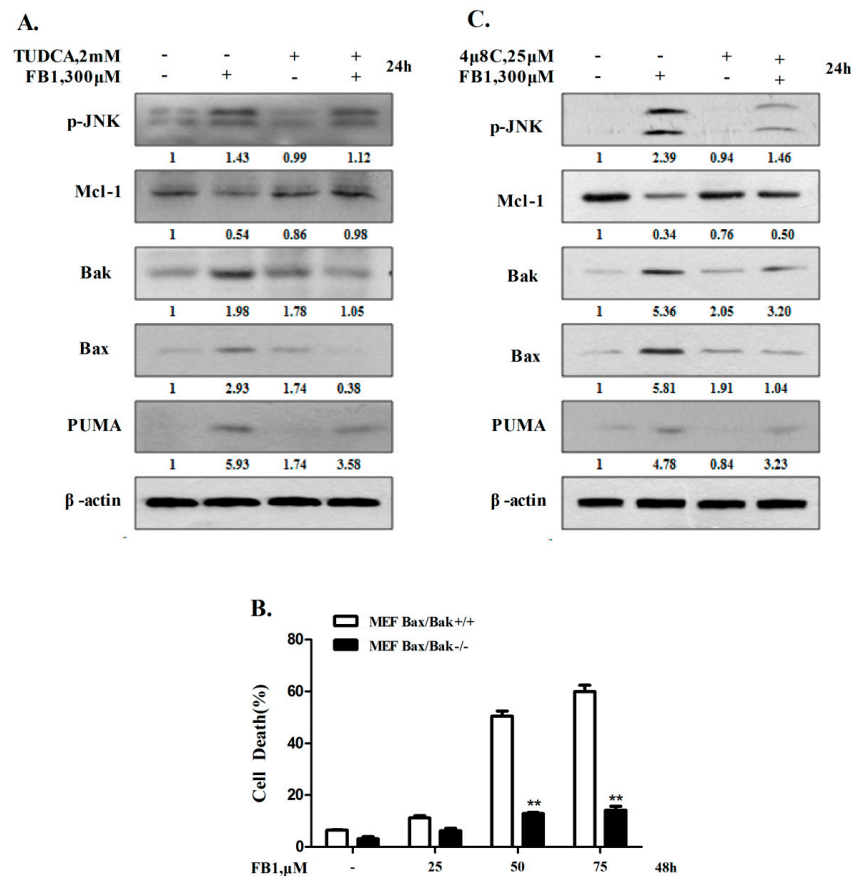 A.
TUDCA,2mM - - + + 24h
FB1,300μM - + - +
p-JNK
1 1.43 0.99 1.12
Mcl-1
1 0.54 0.86 0.98
Bak
1 1.98 1.78 1.05
Bax
1 2.93 1.74 0.38
PUMA
1 5.93 1.74 3.58
β -actin
C.
4μ8C,25μM - - + + 24h
FB1,300μM - + - +
p-JNK
1 2.39 0.94 1.46
Mcl-1
1 0.34 0.76 0.50
Bak
1 5.36 2.05 3.20
Bax
1 5.81 1.91 1.04
PUMA
1 4.78 0.84 3.23
β -actin
B.
MEF Bax/Bak+/+
MEF Bax/Bak-/-
Cell Death(%)
80
60
40
20
0
** **
FB1,μM - 25 50 75 48h